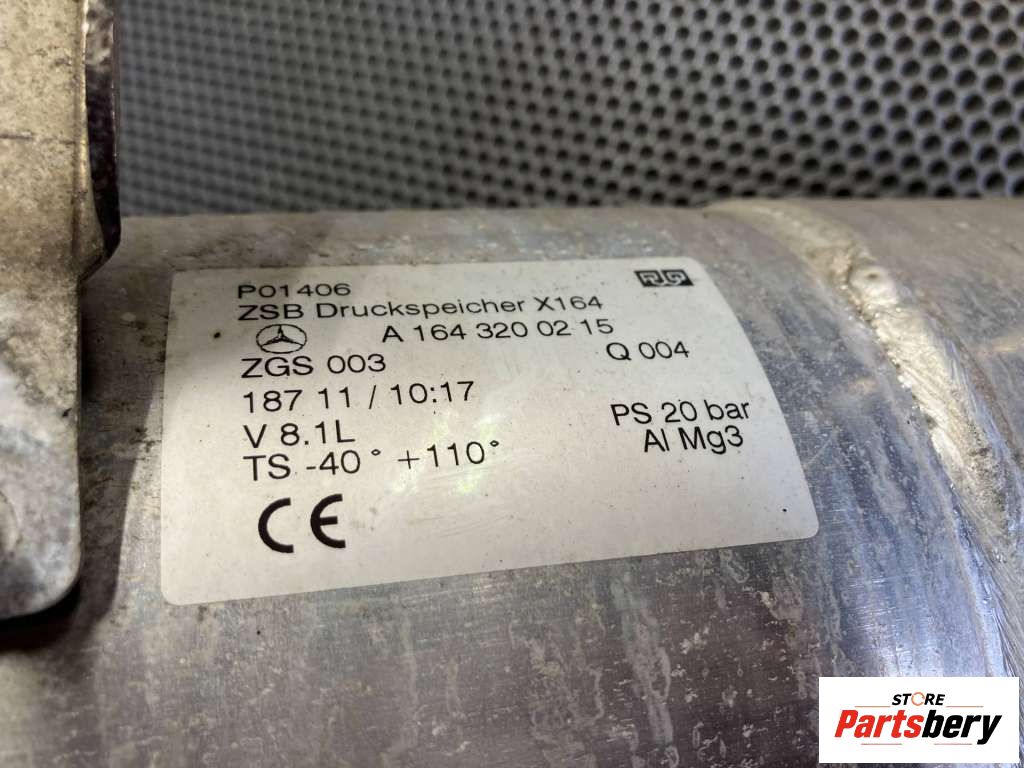 P01406
ZSB Druckspeicher X164
A 164 320 02 15
ZGS 003
Q 004
187 11 / 10:17
V 8.1L
PS 20 bar
TS -40° +110°
Al Mg3
CE
STORE
Partsbery